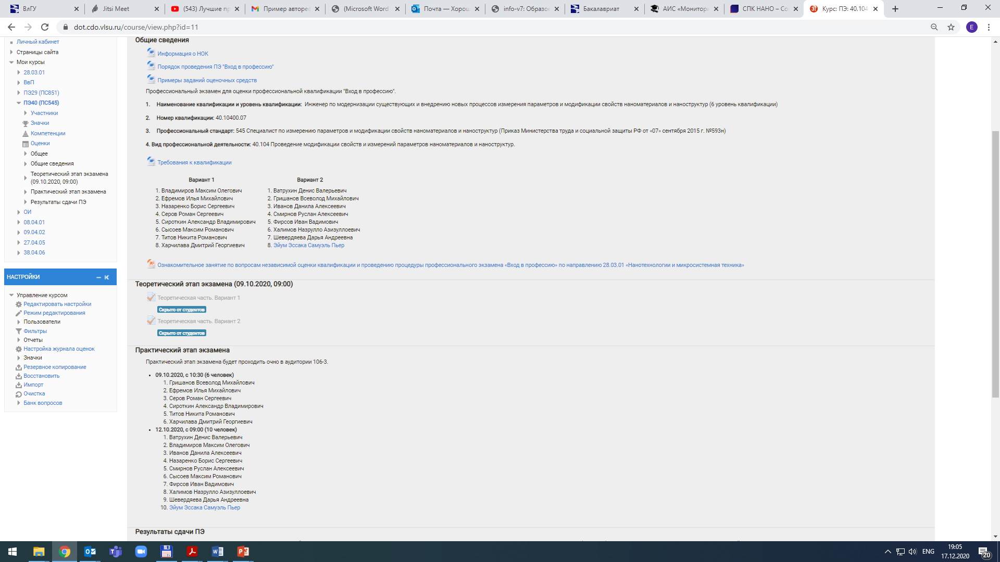 ВлГУ
Jitsi Meet
(543) Лучшие пр
Пример авторе
(Microsoft Word
Почта — Хорош
info-v7: Образо
Бакалавриат
АИС «Монитор
СПК НАНО – Со
Курс: ПЭ: 40.104
dot.cdo.vlsu.ru/course/view.php?id=11
E
Личный кабинет
Страницы сайта
Мои курсы
28.03.01
ВвП
ПЭ29 (ПС851)
ПЭ40 (ПС545)
Участники
Значки
Компетенции
Оценки
Общее
Общие сведения
Теоретический этап экзамена
(09.10.2020, 09:00)
Практический этап экзамена
Результаты сдачи ПЭ
ОИ
08.04.01
09.04.02
27.04.05
38.04.06
НАСТРОЙКИ
Управление курсом
Редактировать настройки
Режим редактирования
Пользователи
Фильтры
Отчеты
Настройка журнала оценок
Значки
Резервное копирование
Восстановить
Импорт
Очистка
Банк вопросов
Общие сведения
Информация о НОК
Порядок проведения ПЭ "Вход в профессию"
Примеры заданий оценочных средств
Профессиональный экзамен для оценки профессиональной квалификации "Вход в профессию".
1. Наименование квалификации и уровень квалификации: Инженер по модернизации существующих и внедрению новых процессов измерения параметров и модификации свойств наноматериалов и наноструктур (6 уровень квалификации)
2. Номер квалификации: 40.10400.07
3. Профессиональный стандарт: 545 Специалист по измерению параметров и модификации свойств наноматериалов и наноструктур (Приказ Министерства труда и социальной защиты РФ от «07» сентября 2015 г. №593н)
4. Вид профессиональной деятельности: 40.104 Проведение модификации свойств и измерений параметров наноматериалов и наноструктур.
Требования к квалификации
Вариант 1
1. Владимиров Максим Олегович
2. Ефремов Илья Михайлович
3. Назаренко Борис Сергеевич
4. Серов Роман Сергеевич
5. Сироткин Александр Владимирович
6. Сысоев Максим Романович
7. Титов Никита Романович
8. Харчилава Дмитрий Георгиевич
Вариант 2
1. Ватрухин Денис Валерьевич
2. Гришанов Всеволод Михайлович
3. Иванов Данила Алексеевич
4. Смирнов Руслан Алексеевич
5. Фирсов Иван Вадимович
6. Халимов Назрулло Азизуллоевич
7. Шевердяева Дарья Андреевна
8. Эйум Эссака Самуэль Пьер
Ознакомительное занятие по вопросам независимой оценки квалификации и проведению процедуры профессионального экзамена «Вход в профессию» по направлению 28.03.01 «Нанотехнологии и микросистемная техника»
Теоретический этап экзамена (09.10.2020, 09:00)
Теоретическая часть. Вариант 1
Скрыто от студентов
Теоретическая часть. Вариант 2
Скрыто от студентов
Практический этап экзамена
Практический этап экзамена будет проходить очно в аудитории 106-3.
• 09.10.2020, с 10:30 (6 человек)
1. Гришанов Всеволод Михайлович
2. Ефремов Илья Михайлович
3. Серов Роман Сергеевич
4. Сироткин Александр Владимирович
5. Титов Никита Романович
6. Харчилава Дмитрий Георгиевич
• 12.10.2020, с 09:00 (10 человек)
1. Ватрухин Денис Валерьевич
2. Владимиров Максим Олегович
3. Иванов Данила Алексеевич
4. Назаренко Борис Сергеевич
5. Смирнов Руслан Алексеевич
6. Сысоев Максим Романович
7. Фирсов Иван Вадимович
8. Халимов Назрулло Азизуллоевич
9. Шевердяева Дарья Андреевна
10. Эйум Эссака Самуэль Пьер
Результаты сдачи ПЭ
ENG
19:05
17.12.2020
20